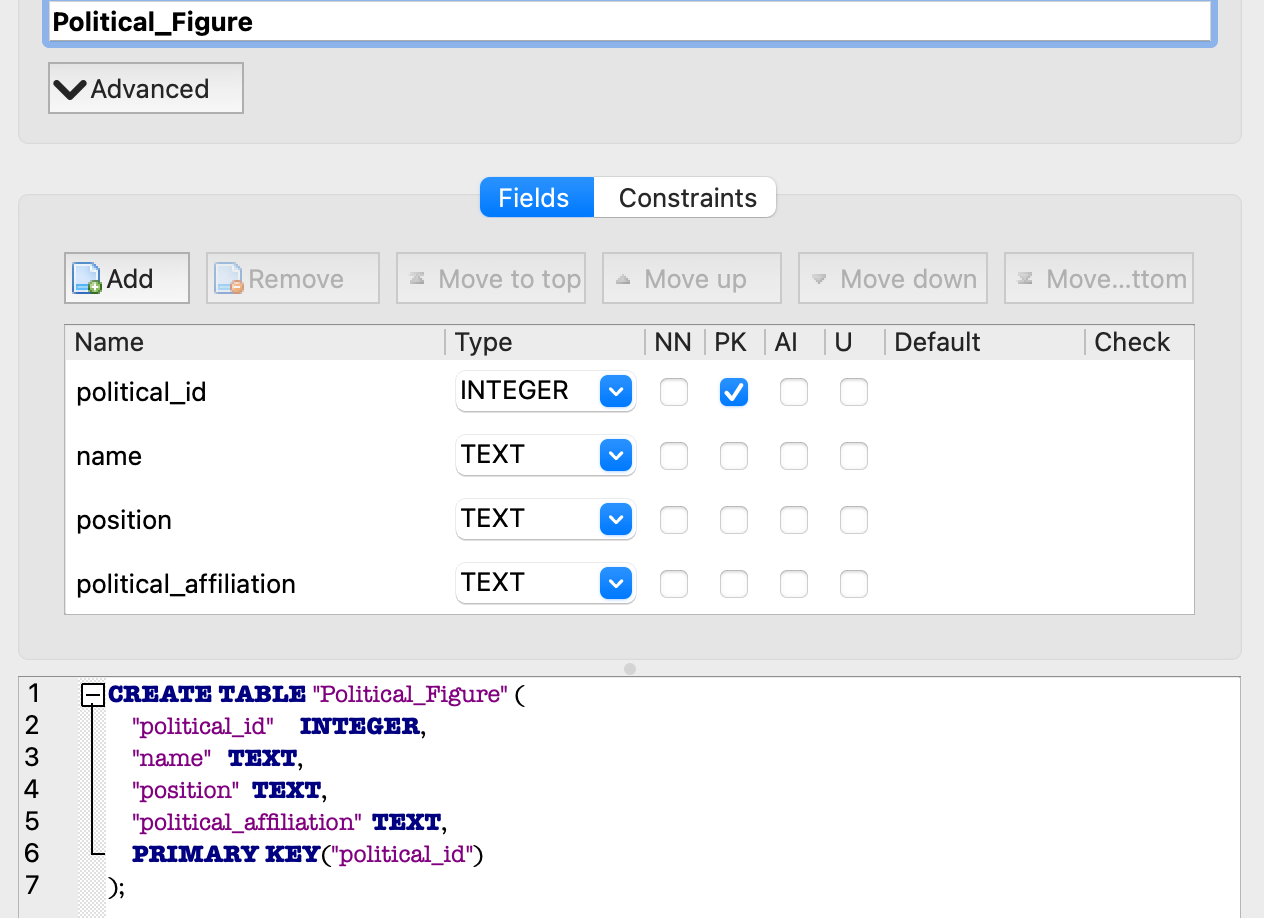 Political_Figure
Advanced
Fields Constraints
Add Remove Move to top Move up Move down Move...ttom
Name Type NN PK AI U Default Check
political_id INTEGER
name TEXT
position TEXT
political_affiliation TEXT
1 CREATE TABLE "Political_Figure" (
2 "political_id" INTEGER,
3 "name" TEXT,
4 "position" TEXT,
5 "political_affiliation" TEXT,
6 PRIMARY KEY("political_id")
7 );